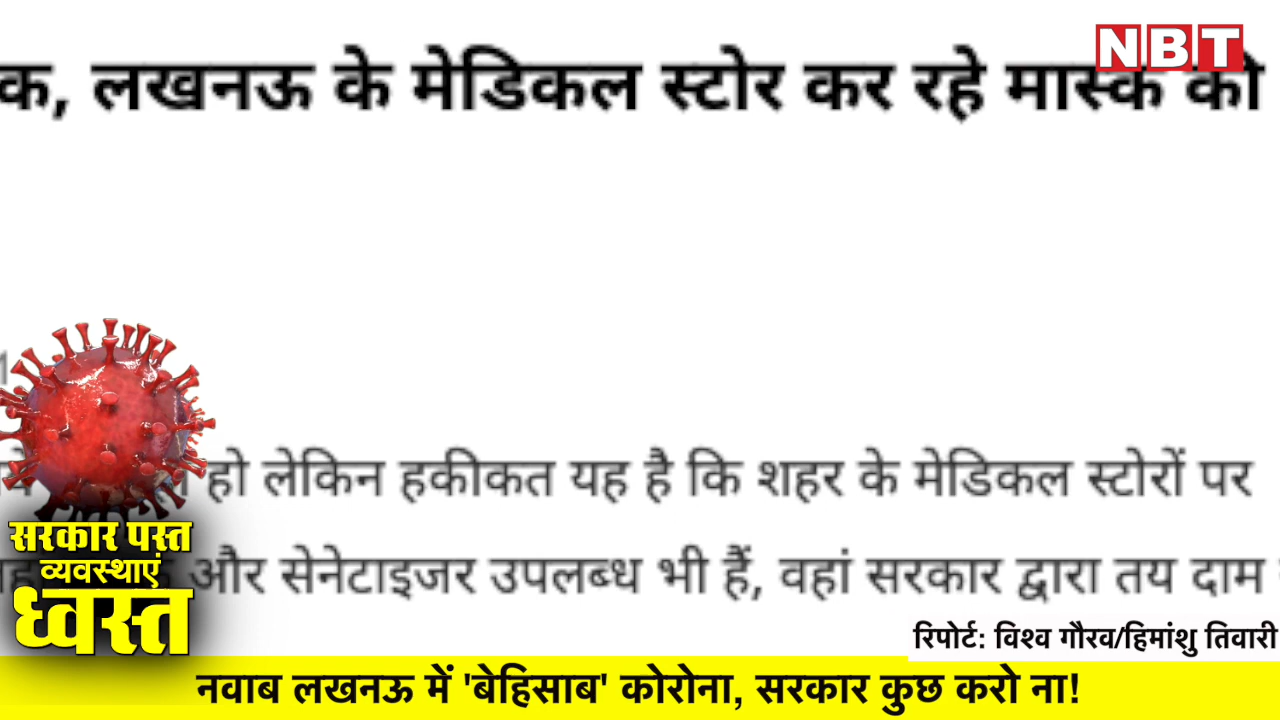 NBT
क, लखनऊ के मेडिकल स्टोर कर रहे मास्क को
हो लेकिन हकीकत यह है कि शहर के मेडिकल स्टोरों पर
और सेनेटाइजर उपलब्ध भी हैं, वहां सरकार द्वारा तय दाम
सरकार पस्त
व्यवस्थाएं
ध्वस्त
रिपोर्ट: विश्व गौरव/हिमांशु तिवारी
नवाब लखनऊ में 'बेहिसाब' कोरोना, सरकार कुछ करो ना!